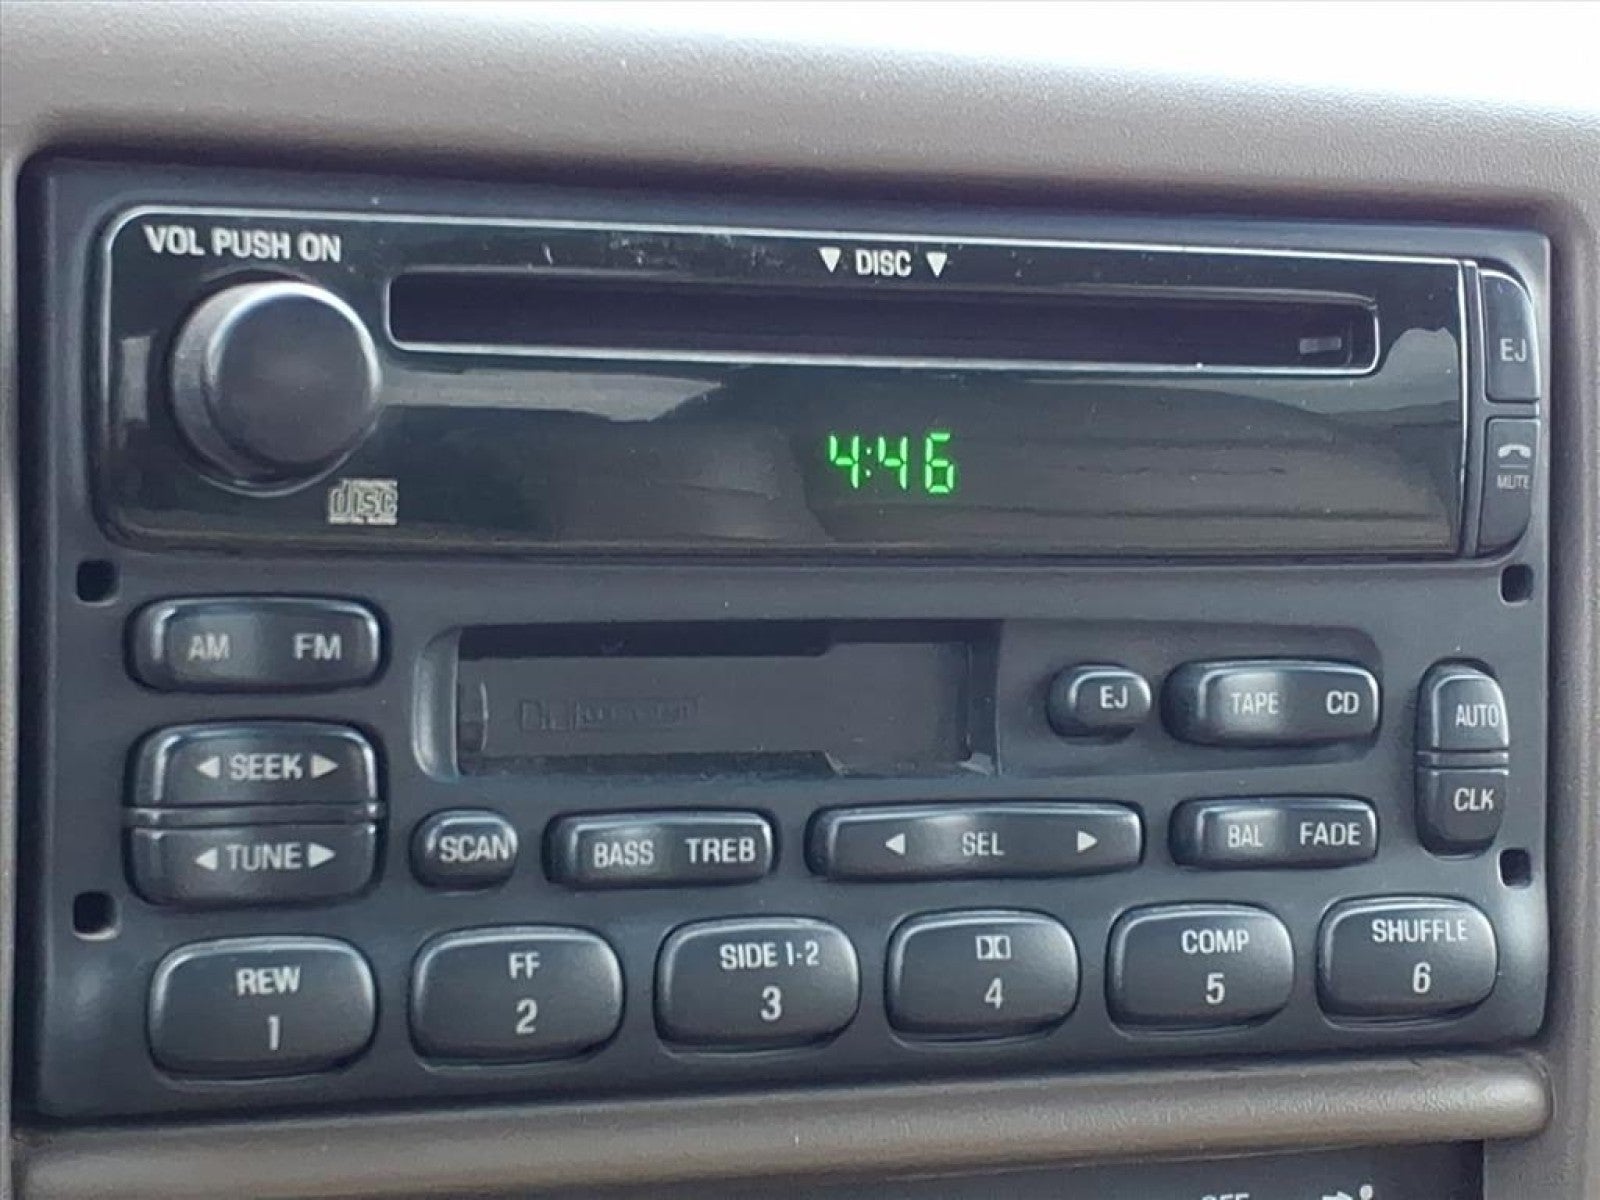 VOL PUSH ON
▼ DISC ▼
EJ
4:46
MUTE
disc
AM FM
EJ
TAPE CD
AUTO
◀ SEEK ▶
CLK
◀ TUNE ▶
SCAN
BASS TREB
◀ SEL ▶
BAL FADE
REW
1
FF
2
SIDE 1-2
3
4
COMP
5
SHUFFLE
6
OFF